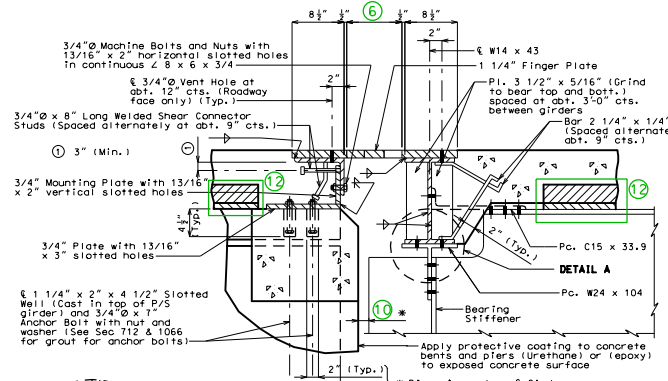 8 ½" ½" 6 ½" 8 ½"
3/4"Ø Machine Bolts and Nuts with
13/16" x 2" horizontal slotted holes
in continuous ∠ 8 x 6 x 3/4
2"
℄ W14 x 43
1 1/4" Finger Plate
℄ 3/4"Ø Vent Hole at
abt. 12" cts. (Roadway
face only) (Typ.)
2"
Pl. 3 1/2" x 5/16" (Grind
to bear top and bott.)
spaced at abt. 3'-0" cts.
between girders
3/4"Ø x 8" Long Welded Shear Connector
Studs (Spaced alternately at abt. 9" cts.)
Bar 2 1/4" x 1/4"
(Spaced alternate
abt. 9" cts.)
1 3" (Min.)
1
3/4" Mounting Plate with 13/16"
x 2" vertical slotted holes
12
12
4 ½"
(Typ.)
2" (Typ.)
3/4" Plate with 13/16"
x 3" slotted holes
Pc. C15 x 33.9
DETAIL A
Pc. W24 x 104
℄ 1 1/4" x 2" x 4 1/2" Slotted
Well (Cast in top of P/S
girder) and 3/4"Ø x 7"
Anchor Bolt with nut and
washer (See Sec 712 & 1066
for grout for anchor bolts)
10 *
Bearing
Stiffener
Apply protective coating to concrete
bents and piers (Urethane) or (epoxy)
to exposed concrete surface
2" (Typ.)